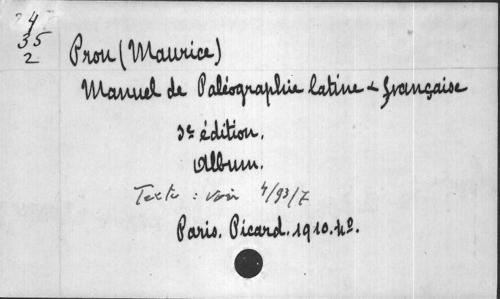 4
35
2
Prou (Maurice)
Manuel de Paléographie latine & française
3e édition.
Album.
Texte : voir 4/93/7
Paris. Picard. 1910. 4º.